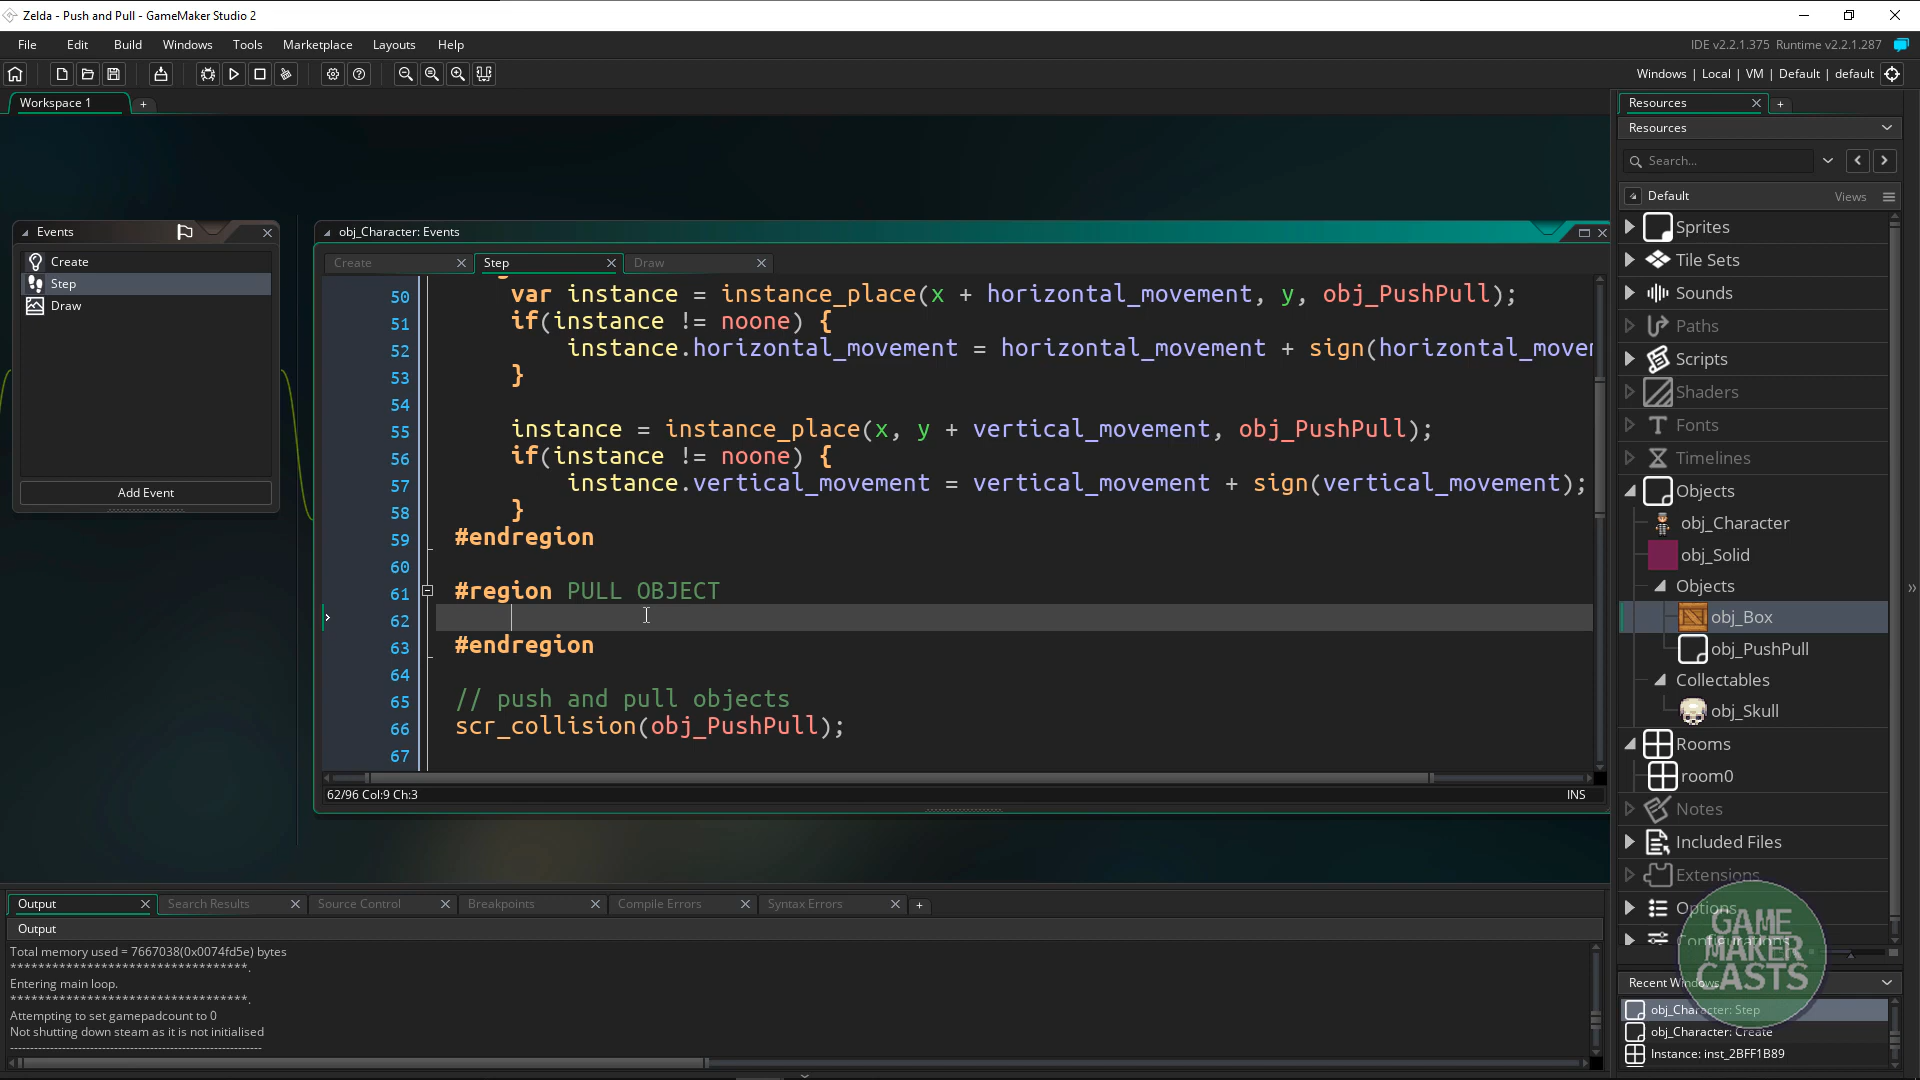 Zelda - Push and Pull - GameMaker Studio 2
File Edit Build Windows Tools Marketplace Layouts Help
IDE v2.2.1.375 Runtime v2.2.1.287
Windows | Local | VM | Default | default
Workspace 1
Events
Create
Step
Draw
Add Event
obj_Character: Events
Create
Step
Draw
50 var instance = instance_place(x + horizontal_movement, y, obj_PushPull);
51 if(instance != noone) {
52 instance.horizontal_movement = horizontal_movement + sign(horizontal_mover
53 }
54
55 instance = instance_place(x, y + vertical_movement, obj_PushPull);
56 if(instance != noone) {
57 instance.vertical_movement = vertical_movement + sign(vertical_movement);
58 }
59 #endregion
60
61 #region PULL OBJECT
62
63 #endregion
64
65 // push and pull objects
66 scr_collision(obj_PushPull);
67
62/96 Col:9 Ch:3
INS
Output
Search Results
Source Control
Breakpoints
Compile Errors
Syntax Errors
Output
Total memory used = 7667038(0x0074fd5e) bytes
**********************************.
Entering main loop.
**********************************.
Attempting to set gamepadcount to 0
Not shutting down steam as it is not initialised
Resources
Resources
Search...
Default
Views
Sprites
Tile Sets
Sounds
Paths
Scripts
Shaders
Fonts
Timelines
Objects
obj_Character
obj_Solid
Objects
obj_Box
obj_PushPull
Collectables
obj_Skull
Rooms
room0
Notes
Included Files
Extensions
Options
Configurations
GAME
MAKER
CASTS
Recent Windows
obj_Character: Step
obj_Character: Create
Instance: inst_2BFF1B89